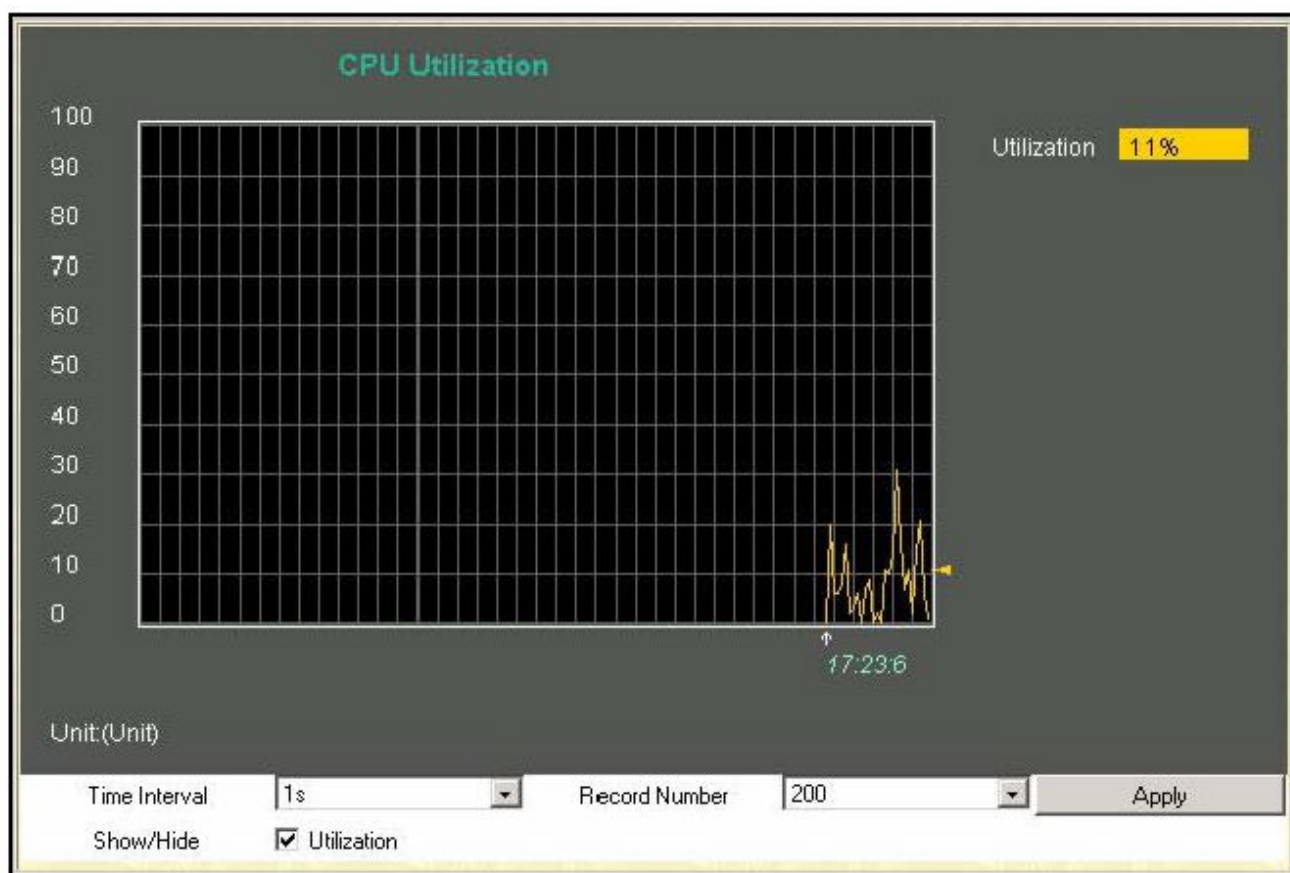 CPU Utilization
100
90
80
70
60
50
40
30
20
10
0
Utilization 11%
17:23:6
Unit:(Unit)
Time Interval 1s Record Number 200 Apply
Show/Hide Utilization